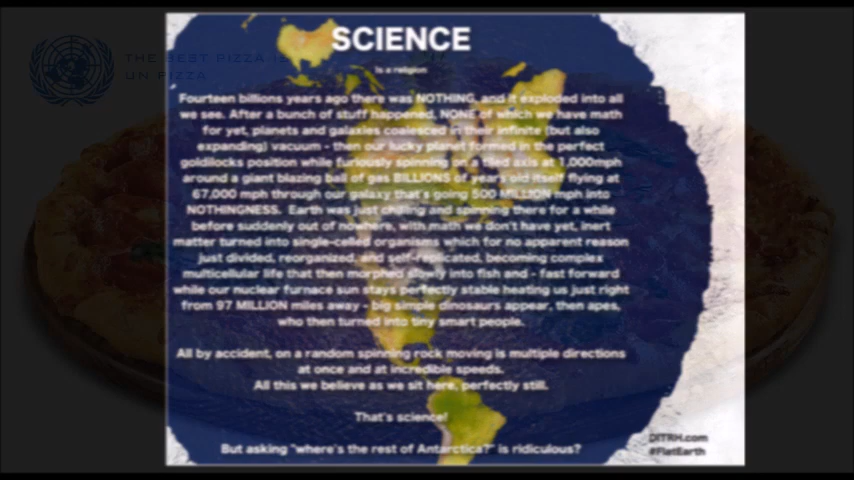 THE BEST PIZZA IS
UN PIZZA
SCIENCE
is a religion
Fourteen billions years ago there was NOTHING, and it exploded into all
we see. After a bunch of stuff happened, NONE of which we have math
for yet, planets and galaxies coalesced in their infinite (but also
expanding) vacuum - then our lucky planet formed in the perfect
goldilocks position while furiously spinning on a tiled axis at 1,000mph
around a giant blazing ball of gas BILLIONS of years old itself flying at
67,000 mph through our galaxy that's going 500 MILLION mph into
NOTHINGNESS. Earth was just chilling and spinning there for a while
before suddenly out of nowhere, with math we don't have yet, inert
matter turned into single-celled organisms which for no apparent reason
just divided, reorganized, and self-replicated, becoming complex
multicellular life that then morphed slowly into fish and - fast forward
while our nuclear furnace sun stays perfectly stable heating us just right
from 97 MILLION miles away - big simple dinosaurs appear, then apes,
who then turned into tiny smart people.
All by accident, on a random spinning rock moving is multiple directions
at once and at incredible speeds.
All this we believe as we sit here, perfectly still.
That's science!
But asking "where's the rest of Antarctica?" is ridiculous?
DITRH.com
#FlatEarth